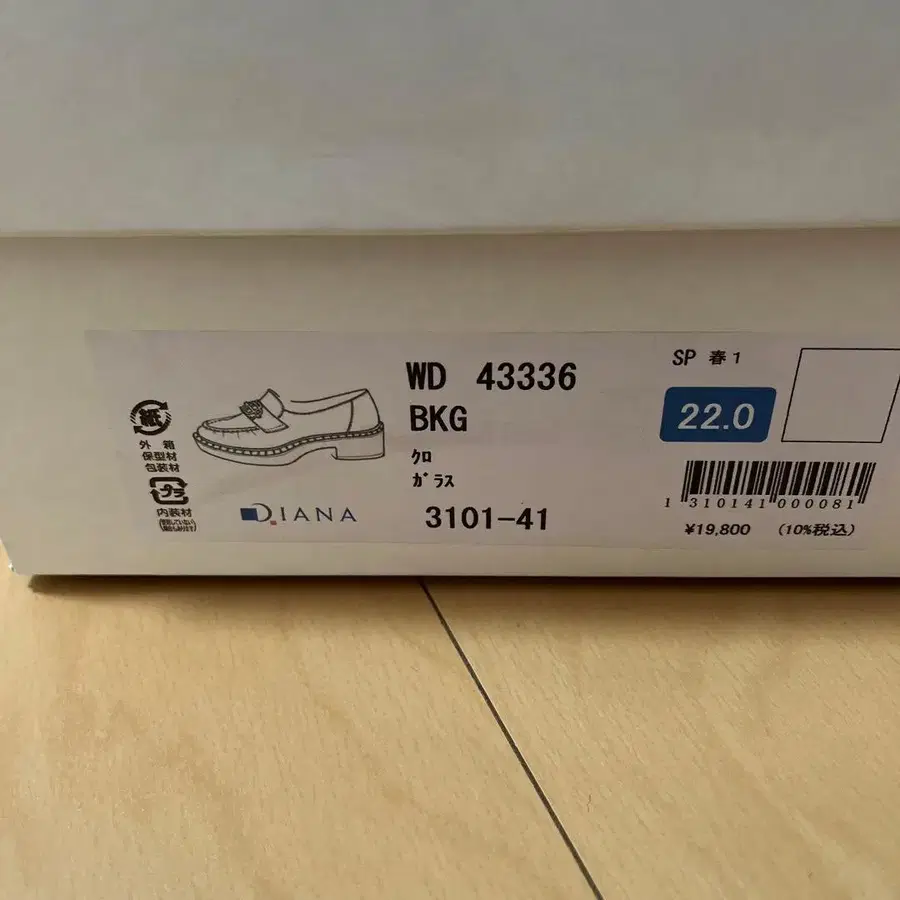 紙
外箱
保型材
包装材
プラ
内装材
DIANA
WD 43336
BKG
クロ
ガラス
3101-41
SP 春1
22.0
1 310141 000081
¥19,800 (10%税込)